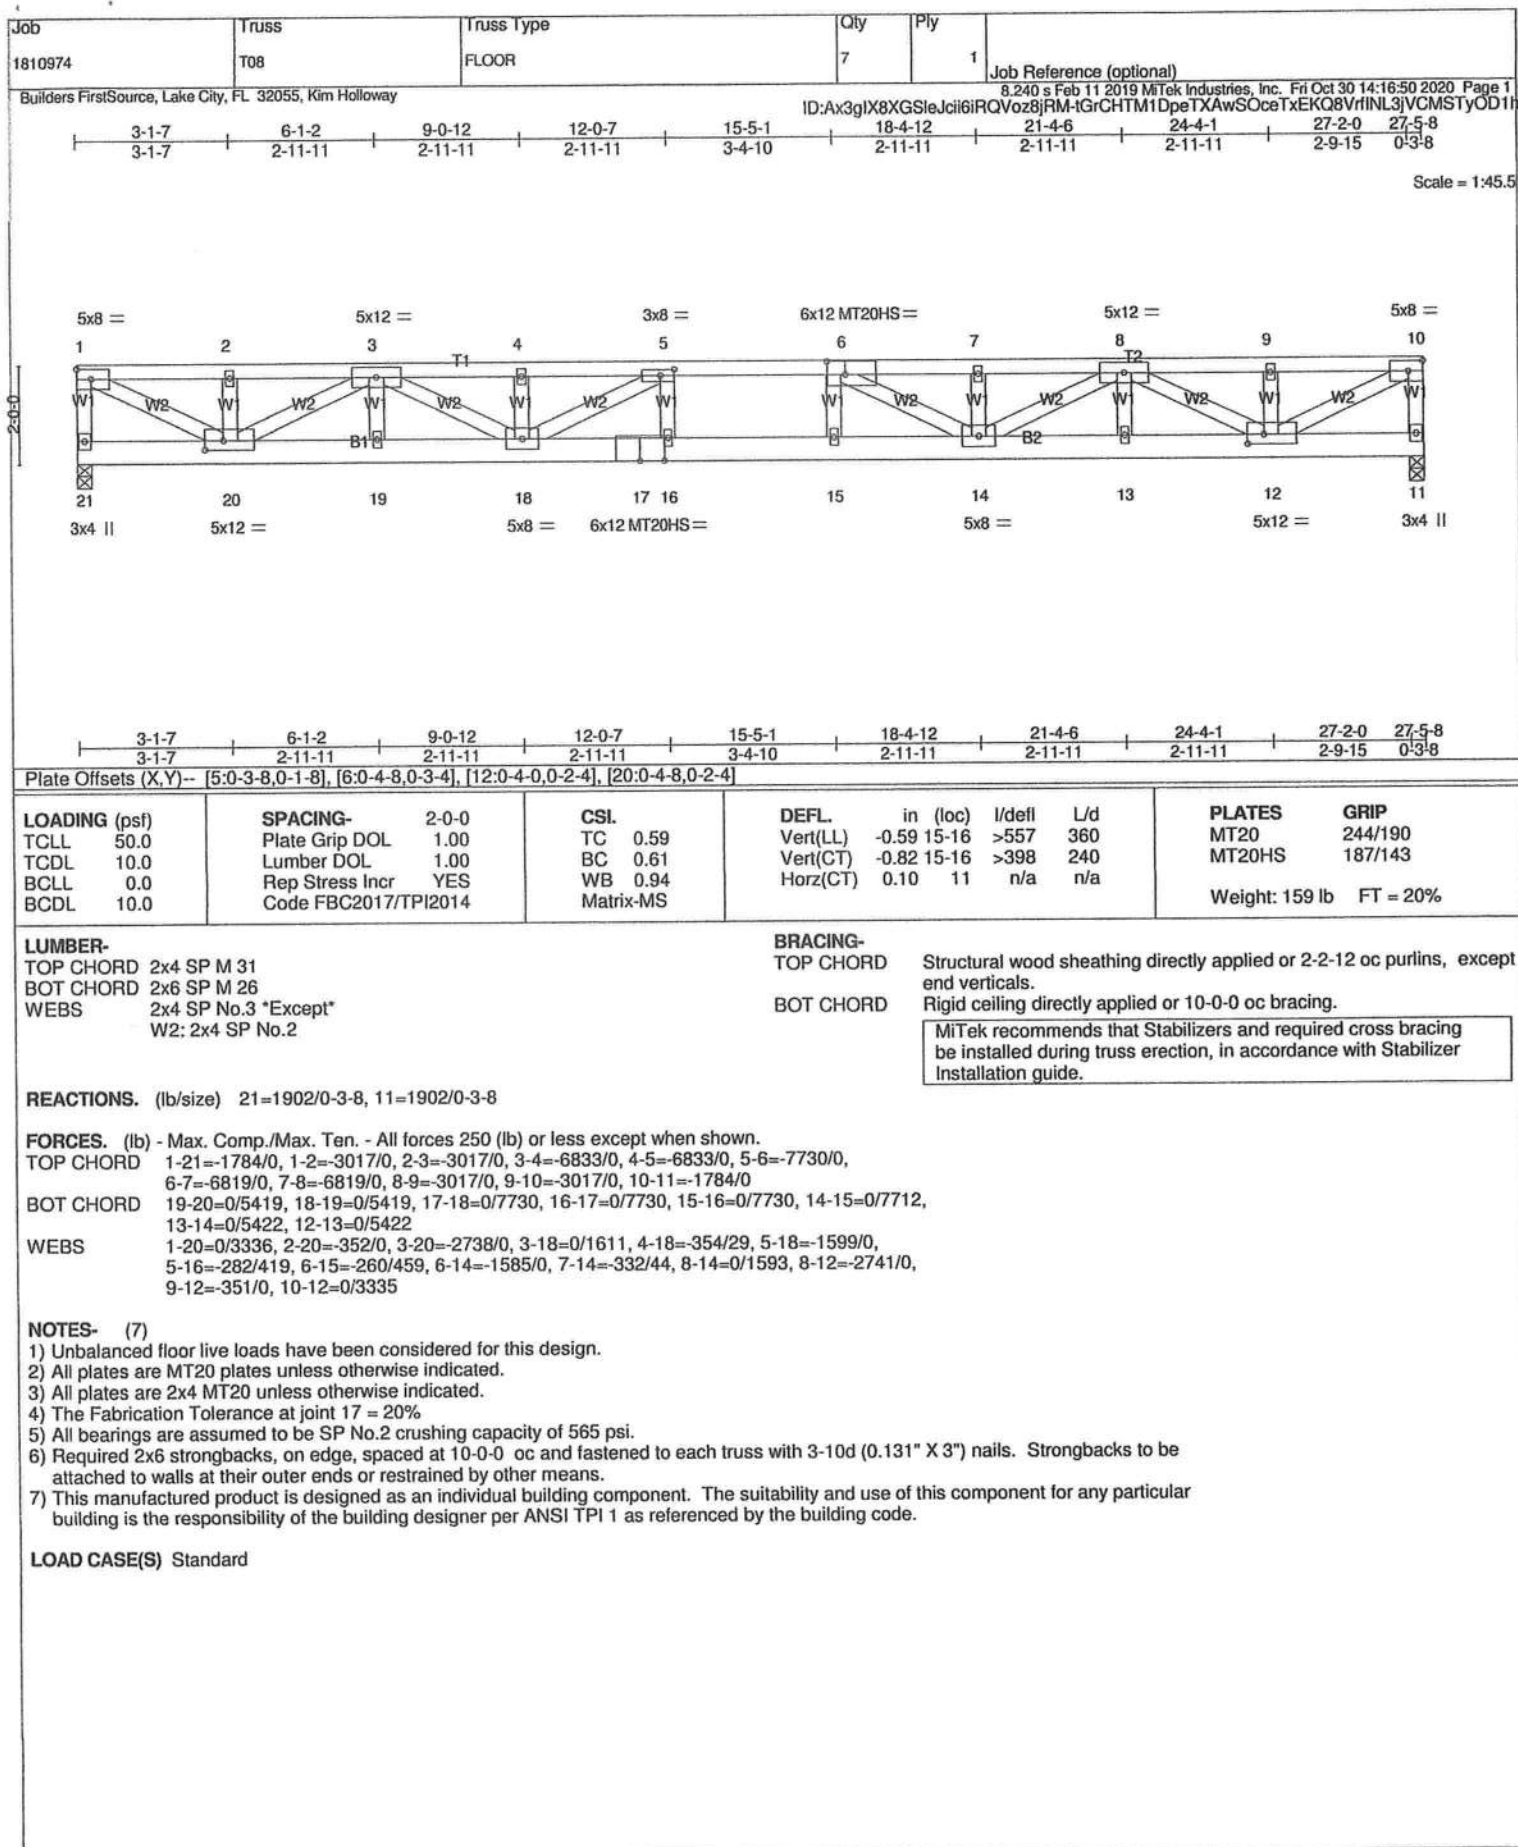 Job Truss Truss Type Qty Ply
1810974 T08 FLOOR 7 1
Job Reference (optional)
Builders FirstSource, Lake City, FL 32055, Kim Holloway
8.240 s Feb 11 2019 MiTek Industries, Inc. Fri Oct 30 14:16:50 2020 Page 1
ID:Ax3gIX8XGSIeJcii6iRQVoz8jRM-tGrCHTM1DpeTXAwSOceTxEKQ8VrfINL3jVCMSTyOD1h
3-1-7 6-1-2 9-0-12 12-0-7 15-5-1 18-4-12 21-4-6 24-4-1 27-2-0 27-5-8
3-1-7 2-11-11 2-11-11 2-11-11 3-4-10 2-11-11 2-11-11 2-11-11 2-9-15 0-3-8
Scale = 1:45.5
5x8 = 5x12 = 3x8 = 6x12 MT20HS= 5x12 = 5x8 =
1 2 3 4 5 6 7 8 9 10
T1 T2
W1 W2 W1 W2 W1 W2 W1 W2 W1 W1 W2 W1 W2 W1 W2 W1 W2 W1
2-0-0
B1 B2
21 20 19 18 17 16 15 14 13 12 11
3x4 || 5x12 = 5x8 = 6x12 MT20HS= 5x8 = 5x12 = 3x4 ||
3-1-7 6-1-2 9-0-12 12-0-7 15-5-1 18-4-12 21-4-6 24-4-1 27-2-0 27-5-8
3-1-7 2-11-11 2-11-11 2-11-11 3-4-10 2-11-11 2-11-11 2-11-11 2-9-15 0-3-8
Plate Offsets (X,Y)-- [5:0-3-8,0-1-8], [6:0-4-8,0-3-4], [12:0-4-0,0-2-4], [20:0-4-8,0-2-4]
LOADING (psf)
TCLL 50.0
TCDL 10.0
BCLL 0.0
BCDL 10.0
SPACING- 2-0-0
Plate Grip DOL 1.00
Lumber DOL 1.00
Rep Stress Incr YES
Code FBC2017/TPI2014
CSI.
TC 0.59
BC 0.61
WB 0.94
Matrix-MS
DEFL. in (loc) l/defl L/d
Vert(LL) -0.59 15-16 >557 360
Vert(CT) -0.82 15-16 >398 240
Horz(CT) 0.10 11 n/a n/a
PLATES GRIP
MT20 244/190
MT20HS 187/143
Weight: 159 lb FT = 20%
LUMBER-
TOP CHORD 2x4 SP M 31
BOT CHORD 2x6 SP M 26
WEBS 2x4 SP No.3 *Except*
W2: 2x4 SP No.2
BRACING-
TOP CHORD Structural wood sheathing directly applied or 2-2-12 oc purlins, except
end verticals.
BOT CHORD Rigid ceiling directly applied or 10-0-0 oc bracing.
MiTek recommends that Stabilizers and required cross bracing
be installed during truss erection, in accordance with Stabilizer
Installation guide.
REACTIONS. (lb/size) 21=1902/0-3-8, 11=1902/0-3-8
FORCES. (lb) - Max. Comp./Max. Ten. - All forces 250 (lb) or less except when shown.
TOP CHORD 1-21=-1784/0, 1-2=-3017/0, 2-3=-3017/0, 3-4=-6833/0, 4-5=-6833/0, 5-6=-7730/0,
6-7=-6819/0, 7-8=-6819/0, 8-9=-3017/0, 9-10=-3017/0, 10-11=-1784/0
BOT CHORD 19-20=0/5419, 18-19=0/5419, 17-18=0/7730, 16-17=0/7730, 15-16=0/7730, 14-15=0/7712,
13-14=0/5422, 12-13=0/5422
WEBS 1-20=0/3336, 2-20=-352/0, 3-20=-2738/0, 3-18=0/1611, 4-18=-354/29, 5-18=-1599/0,
5-16=-282/419, 6-15=-260/459, 6-14=-1585/0, 7-14=-332/44, 8-14=0/1593, 8-12=-2741/0,
9-12=-351/0, 10-12=0/3335
NOTES- (7)
1) Unbalanced floor live loads have been considered for this design.
2) All plates are MT20 plates unless otherwise indicated.
3) All plates are 2x4 MT20 unless otherwise indicated.
4) The Fabrication Tolerance at joint 17 = 20%
5) All bearings are assumed to be SP No.2 crushing capacity of 565 psi.
6) Required 2x6 strongbacks, on edge, spaced at 10-0-0 oc and fastened to each truss with 3-10d (0.131" X 3") nails. Strongbacks to be
attached to walls at their outer ends or restrained by other means.
7) This manufactured product is designed as an individual building component. The suitability and use of this component for any particular
building is the responsibility of the building designer per ANSI TPI 1 as referenced by the building code.
LOAD CASE(S) Standard